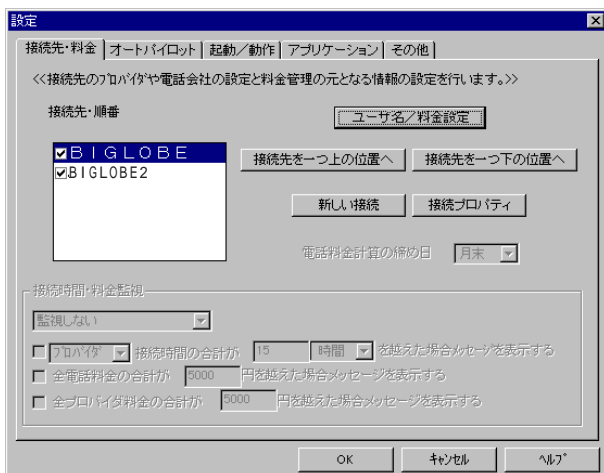 設定
接続先・料金 オートパイロット 起動／動作 アプリケーション その他
<<接続先のﾌﾟﾛﾊﾞｲﾀﾞや電話会社の設定と料金管理の元となる情報の設定を行います。>>
接続先・順番
ユーザ名／料金設定
ＢＩＧＬＯＢＥ
BIGLOBE2
接続先を一つ上の位置へ 接続先を一つ下の位置へ
新しい接続 接続プロパティ
電話料金計算の締め日 月末
接続時間・料金監視
監視しない
ﾌﾟﾛﾊﾞｲﾀﾞ 接続時間の合計が 15 時間 を越えた場合ﾒｯｾｰｼﾞを表示する
全電話料金の合計が 5000 円を越えた場合メッセージを表示する
全プロバイダ料金の合計が 5000 円を越えた場合メッセージを表示する
OK ｷｬﾝｾﾙ ﾍﾙﾌﾟ